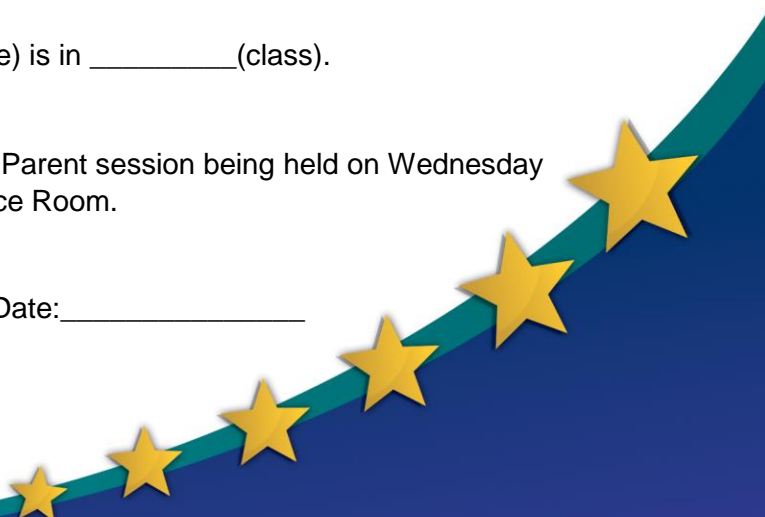 e) is in _________(class).
Parent session being held on Wednesday
ce Room.
Date:_______________